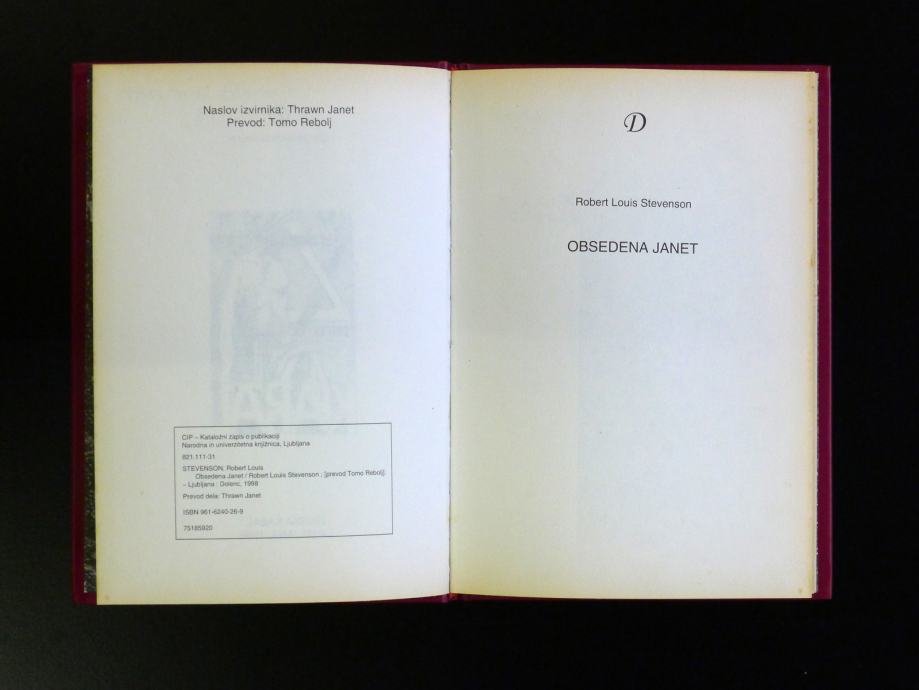 Naslov izvirnika: Thrawn Janet
Prevod: Tomo Rebolj
CIP – Kataložni zapis o publikaciji
Narodna in univerzitetna knjižnica, Ljubljana
821.111-31
STEVENSON, Robert Louis
Obsedena Janet / Robert Louis Stevenson ; [prevod Tomo Rebolj].
– Ljubljana : Dolenc, 1998
Prevod dela: Thrawn Janet
ISBN 961-6240-26-9
75185920
D
Robert Louis Stevenson
OBSEDENA JANET